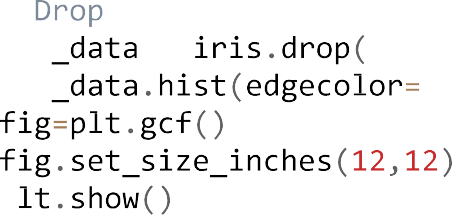 Drop
_data iris.drop(
_data.hist(edgecolor=
fig=plt.gcf()
fig.set_size_inches(12,12)
lt.show()